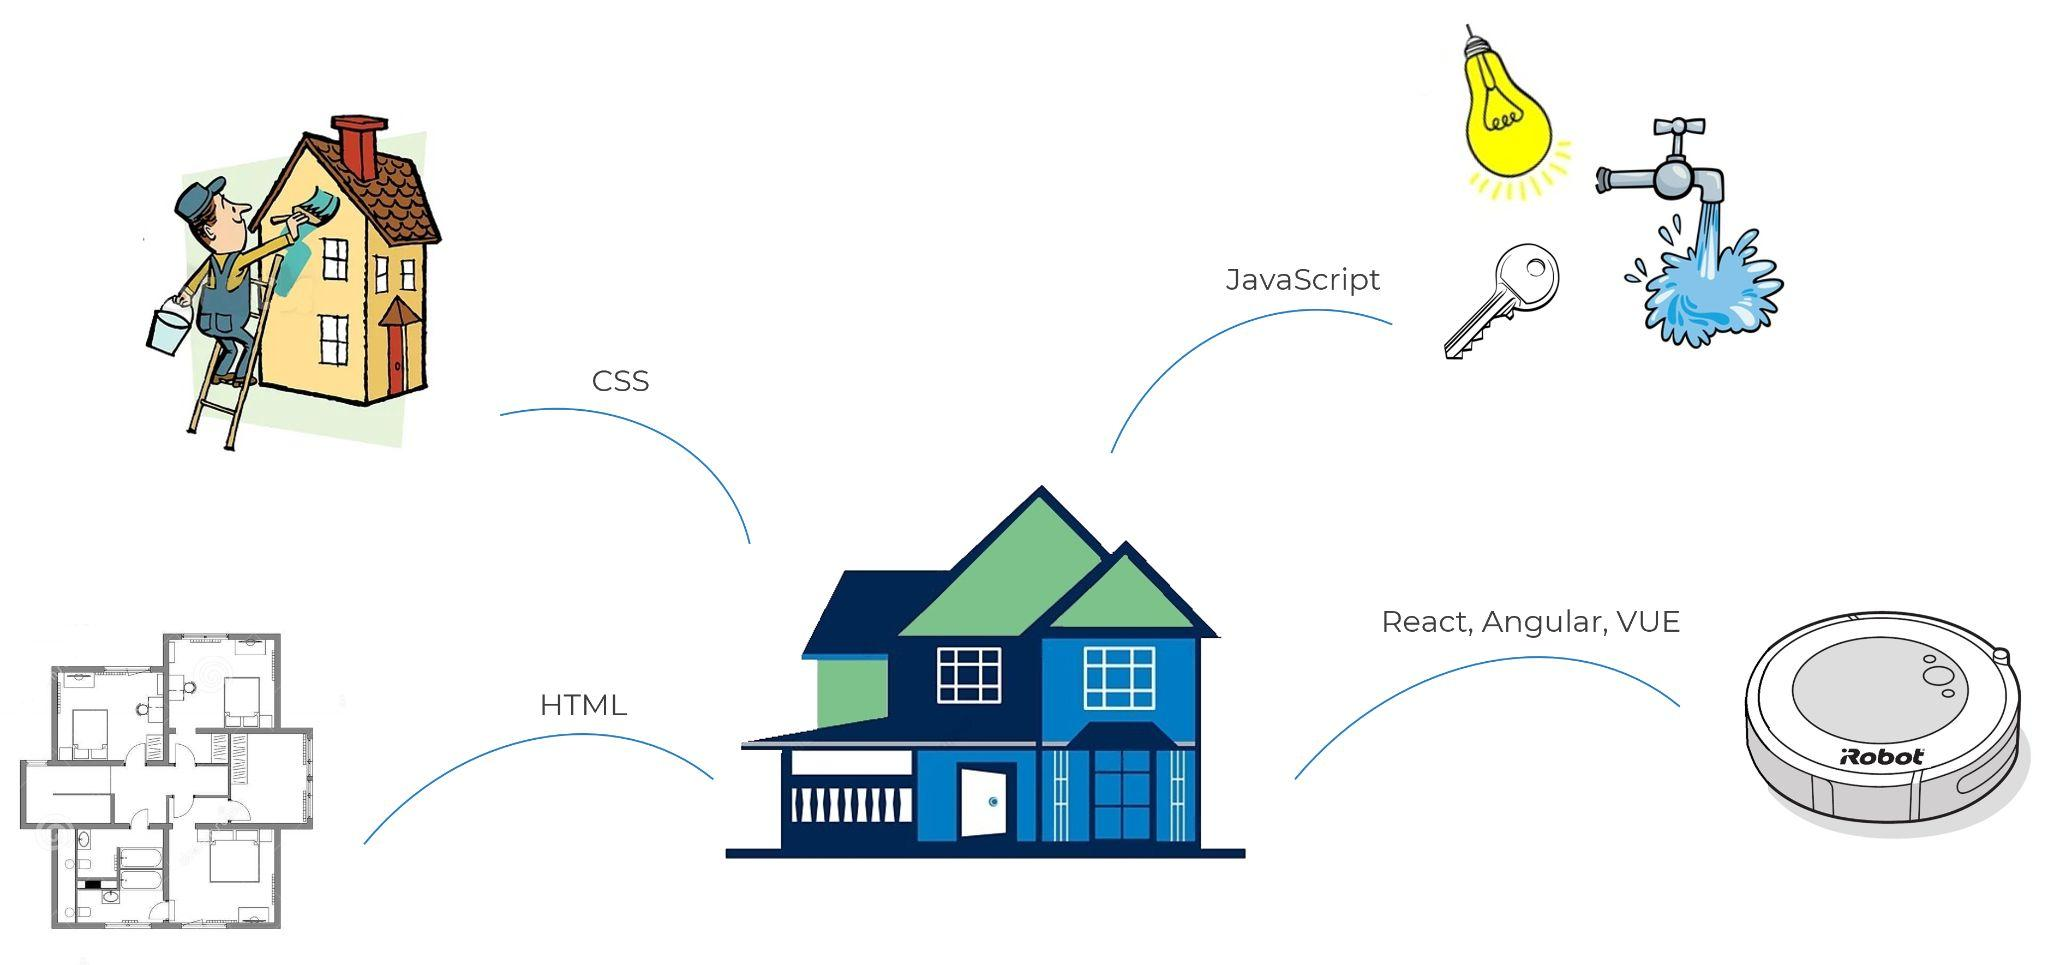 JavaScript
CSS
React, Angular, VUE
HTML
iRobot